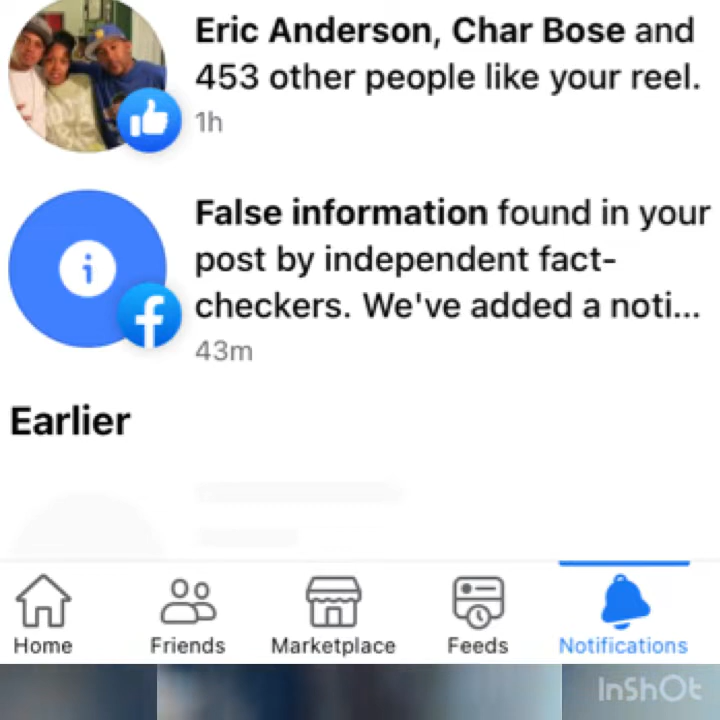 Eric Anderson, Char Bose and
453 other people like your reel.
1h
False information found in your
post by independent fact-
checkers. We've added a noti...
43m
Earlier
Home Friends Marketplace Feeds Notifications
InShOt